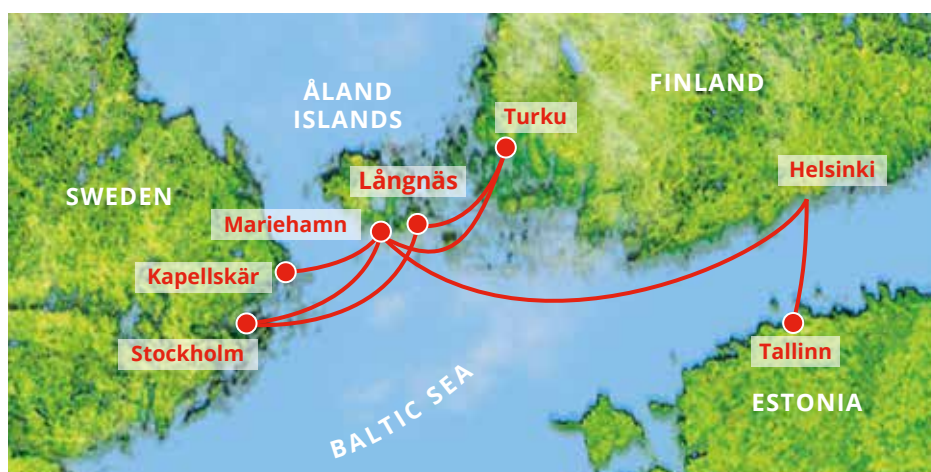 ÅLAND
ISLANDS
FINLAND
Turku
Helsinki
Långnäs
SWEDEN
Mariehamn
Kapellskär
Stockholm
Tallinn
BALTIC SEA
ESTONIA